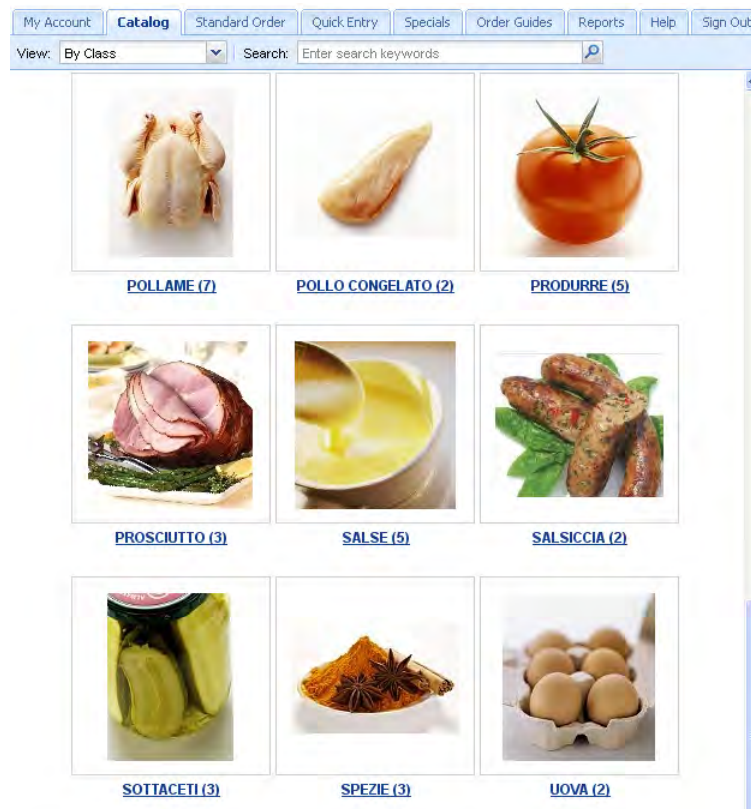 My Account Catalog Standard Order Quick Entry Specials Order Guides Reports Help Sign Out
View: By Class Search: Enter search keywords
POLLAME (7) POLLO CONGELATO (2) PRODURRE (5)
PROSCIUTTO (3) SALSE (5) SALSICCIA (2)
SOTTACETI (3) SPEZIE (3) UOVA (2)